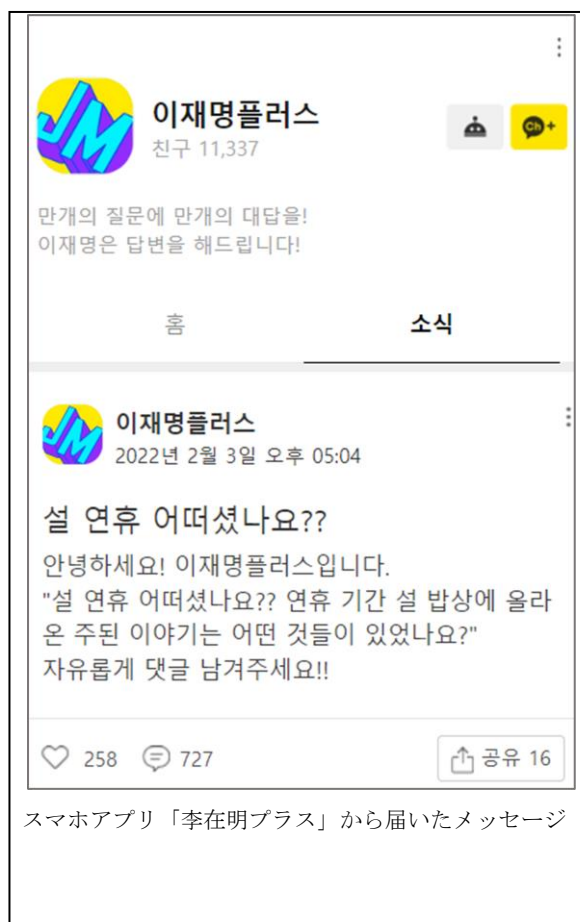 이재명플러스
친구 11,337
Ch+
만개의 질문에 만개의 대답을!
이재명은 답변을 해드립니다!
홈
소식
이재명플러스
2022년 2월 3일 오후 05:04
설 연휴 어떠셨나요??
안녕하세요! 이재명플러스입니다.
"설 연휴 어떠셨나요?? 연휴 기간 설 밥상에 올라
온 주된 이야기는 어떤 것들이 있었나요?"
자유롭게 댓글 남겨주세요!!
258
727
공유 16
JM
JM
スマホアプリ「李在明プラス」から届いたメッセージ